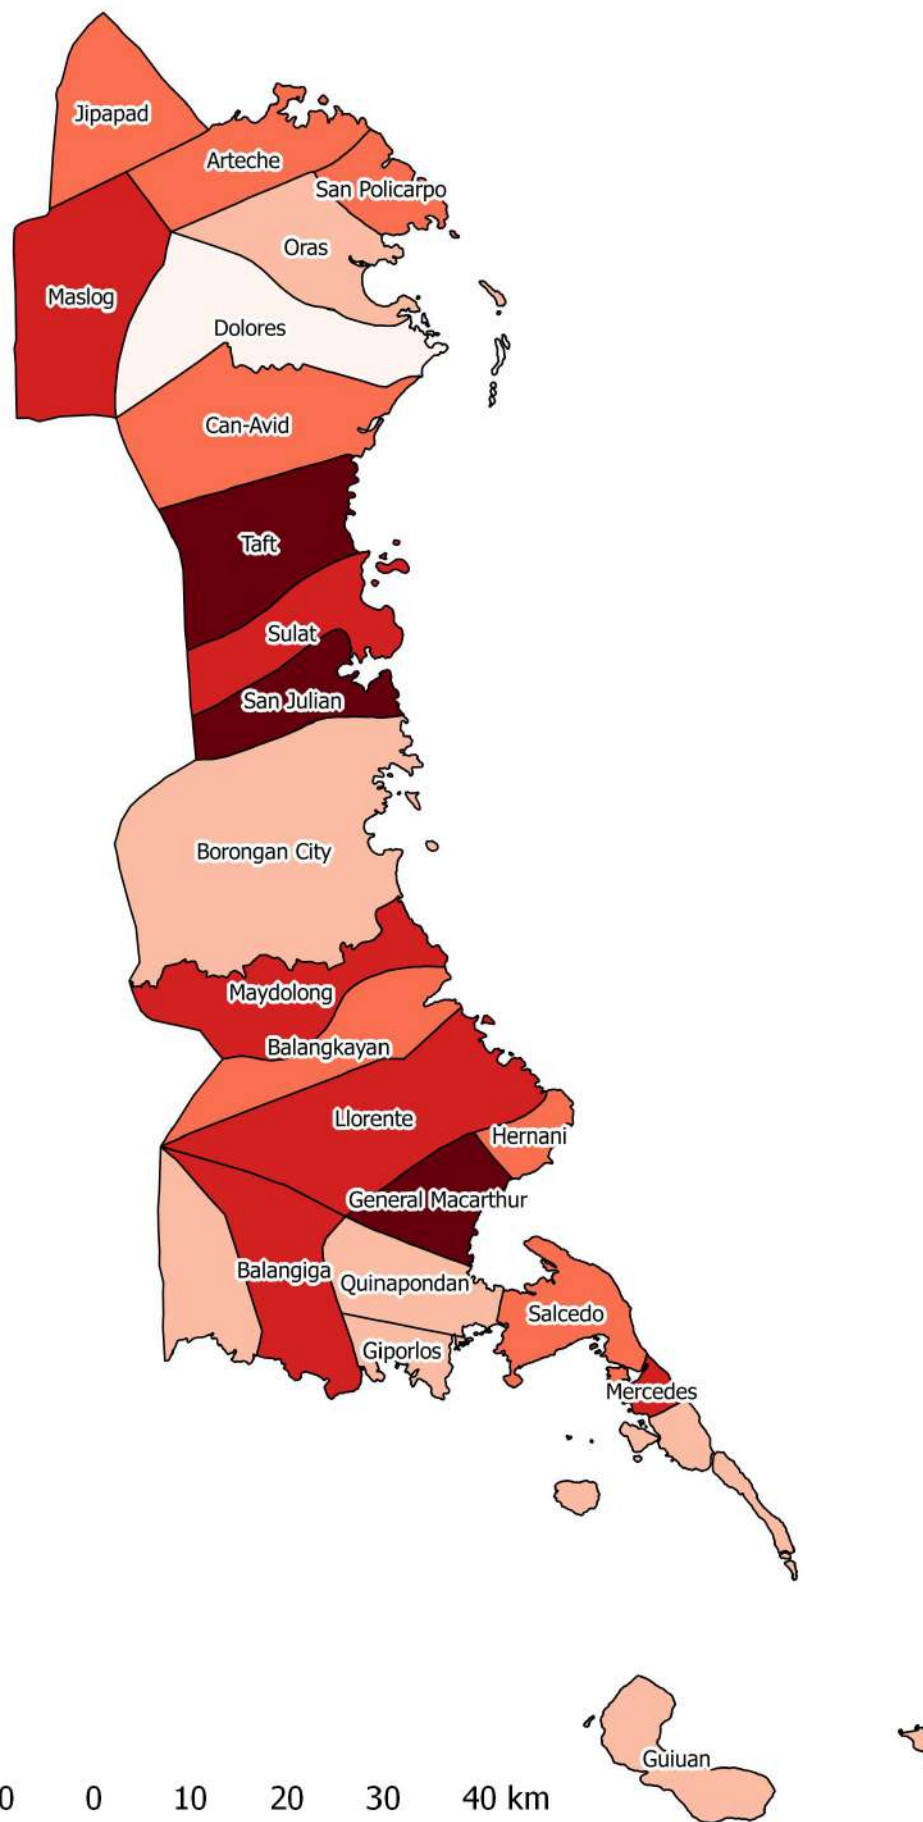 Jipapad
Arteche
San Policarpo
Oras
Maslog
Dolores
Can-Avid
Taft
Sulat
San Julian
Borongan City
Maydolong
Balangkayan
Llorente
Hernani
General Macarthur
Balangiga
Quinapondan
Salcedo
Giporlos
Mercedes
Guiuan
0 0 10 20 30 40 km